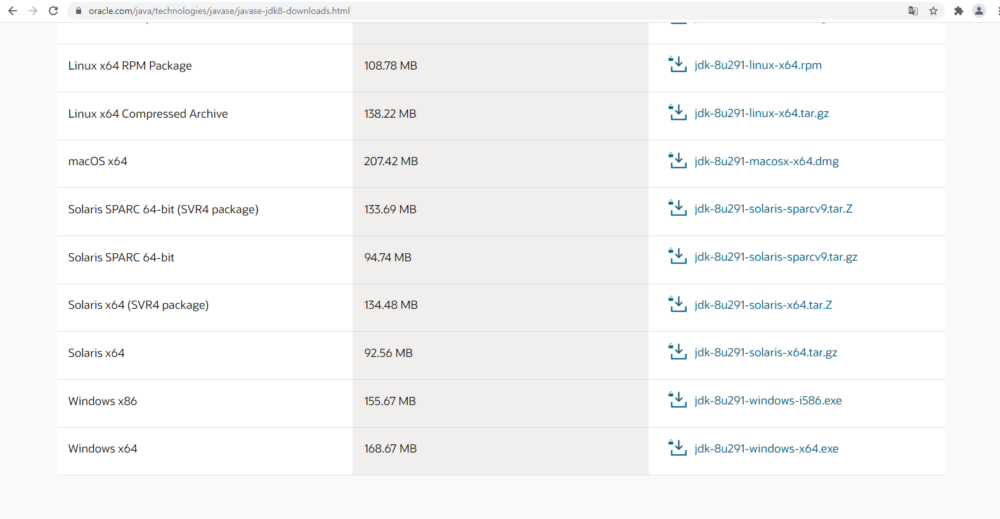 oracle.com/java/technologies/javase/javase-jdk8-downloads.html
Linux x64 RPM Package 108.78 MB jdk-8u291-linux-x64.rpm
Linux x64 Compressed Archive 138.22 MB jdk-8u291-linux-x64.tar.gz
macOS x64 207.42 MB jdk-8u291-macosx-x64.dmg
Solaris SPARC 64-bit (SVR4 package) 133.69 MB jdk-8u291-solaris-sparcv9.tar.Z
Solaris SPARC 64-bit 94.74 MB jdk-8u291-solaris-sparcv9.tar.gz
Solaris x64 (SVR4 package) 134.48 MB jdk-8u291-solaris-x64.tar.Z
Solaris x64 92.56 MB jdk-8u291-solaris-x64.tar.gz
Windows x86 155.67 MB jdk-8u291-windows-i586.exe
Windows x64 168.67 MB jdk-8u291-windows-x64.exe